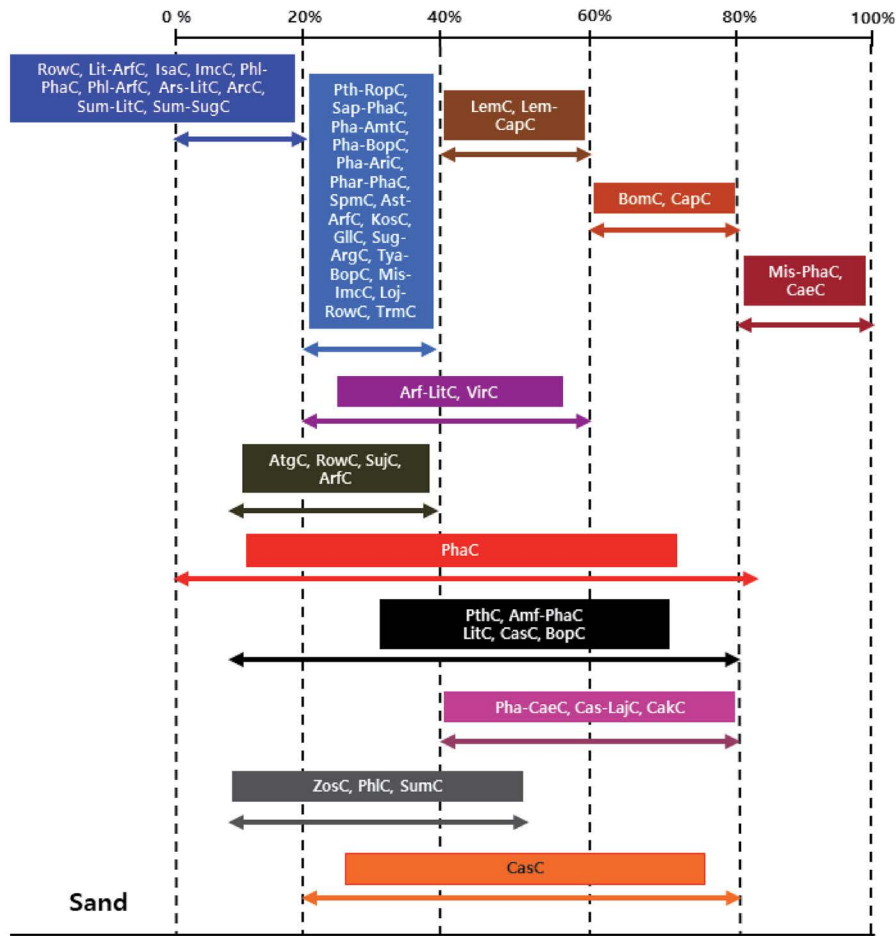 0 %
20%
40%
60%
80%
100%
RowC, Lit-ArfC, IsaC, ImcC, Phl-
PhaC, Phl-ArfC, Ars-LitC, ArcC,
Sum-LitC, Sum-SugC
Pth-RopC,
Sap-PhaC,
Pha-AmtC,
Pha-BopC,
Pha-AriC,
Phar-PhaC,
SpmC, Ast-
ArfC, KosC,
GllC, Sug-
ArgC, Tya-
BopC, Mis-
ImcC, Loj-
RowC, TrmC
LemC, Lem-
CapC
BomC, CapC
Mis-PhaC,
CaeC
Arf-LitC, VirC
AtgC, RowC, SujC,
ArfC
PhaC
PthC, Amf-PhaC
LitC, CasC, BopC
Pha-CaeC, Cas-LajC, CakC
ZosC, PhlC, SumC
CasC
Sand